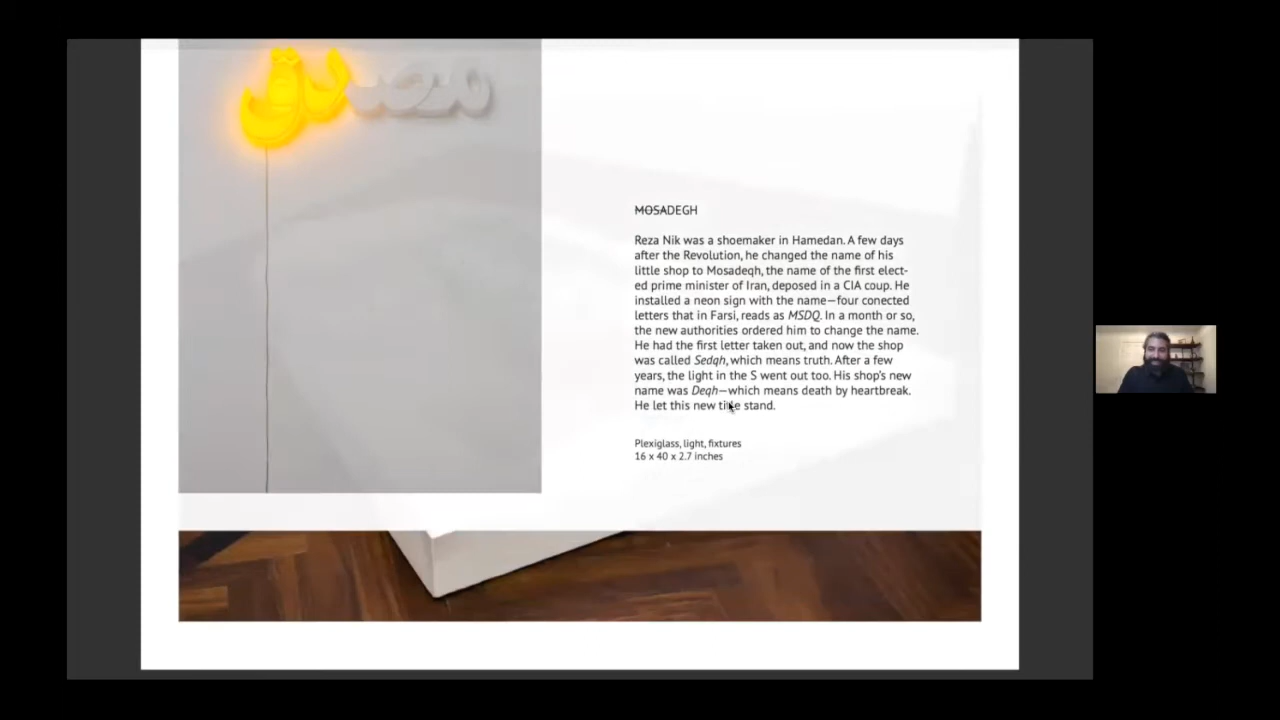 مصدق
MOSADEGH
Reza Nik was a shoemaker in Hamedan. A few days
after the Revolution, he changed the name of his
little shop to Mosadeqh, the name of the first elect-
ed prime minister of Iran, deposed in a CIA coup. He
installed a neon sign with the name—four conected
letters that in Farsi, reads as MSDQ. In a month or so,
the new authorities ordered him to change the name.
He had the first letter taken out, and now the shop
was called Sedqh, which means truth. After a few
years, the light in the S went out too. His shop's new
name was Deqh—which means death by heartbreak.
He let this new title stand.
Plexiglass, light, fixtures
16 x 40 x 2.7 inches